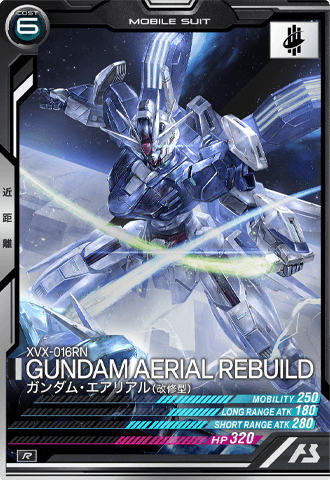 MOBILE SUIT
COST
6
近距離
XVX-016RN
GUNDAM AERIAL REBUILD
ガンダム・エアリアル(改修型)
MOBILITY 250
LONG RANGE ATK 180
SHORT RANGE ATK 280
HP 320
R